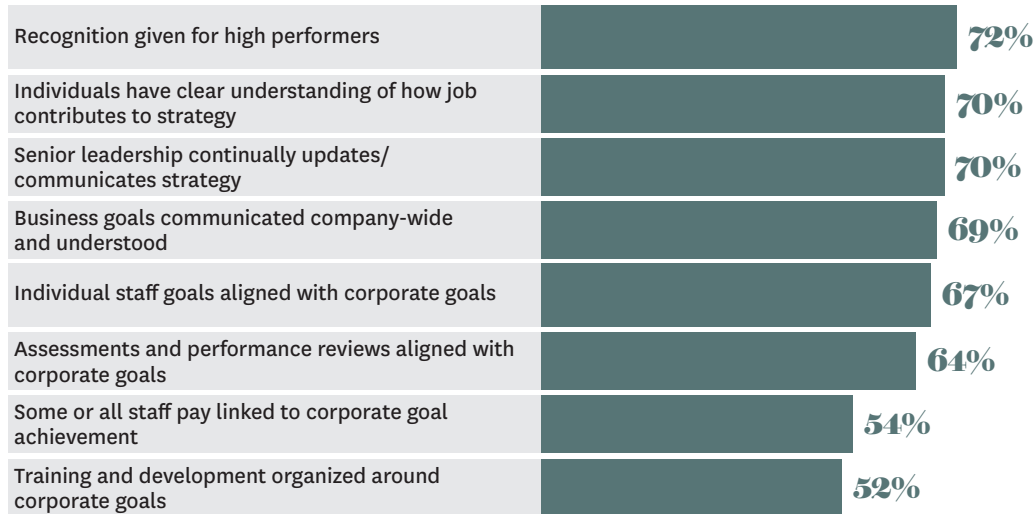 Recognition given for high performers
72%
Individuals have clear understanding of how job
contributes to strategy
70%
Senior leadership continually updates/
communicates strategy
70%
Business goals communicated company-wide
and understood
69%
Individual staff goals aligned with corporate goals
67%
Assessments and performance reviews aligned with
corporate goals
64%
Some or all staff pay linked to corporate goal
achievement
54%
Training and development organized around
corporate goals
52%